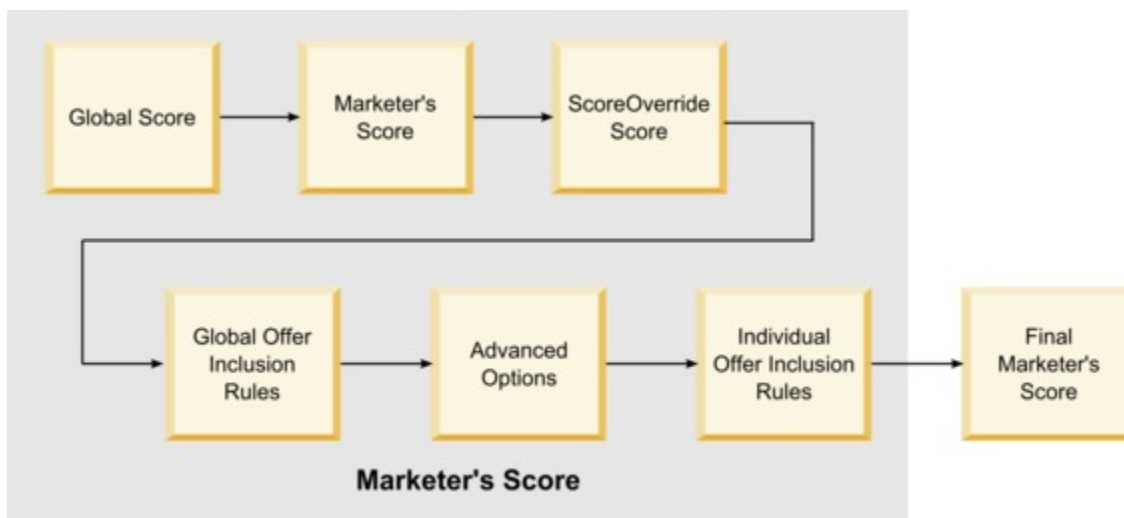 Global Score
Marketer's
Score
ScoreOverride
Score
Global Offer
Inclusion
Rules
Advanced
Options
Individual
Offer Inclusion
Rules
Final
Marketer's
Score
Marketer's Score